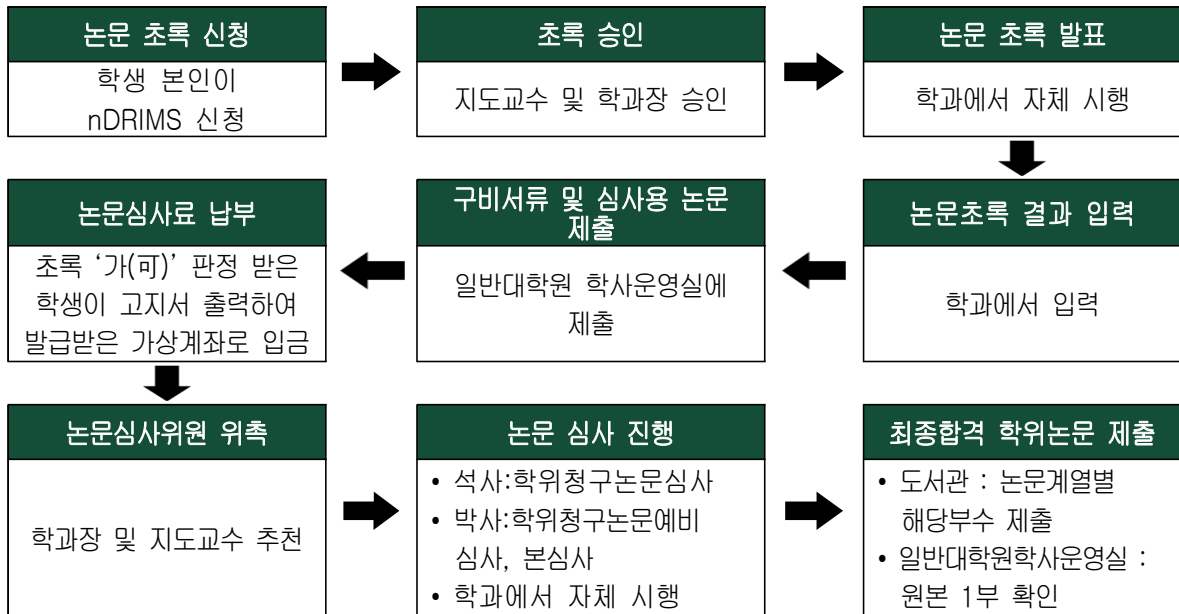 논문 초록 신청
학생 본인이
nDRIMS 신청
초록 승인
지도교수 및 학과장 승인
논문 초록 발표
학과에서 자체 시행
논문초록 결과 입력
학과에서 입력
구비서류 및 심사용 논문
제출
일반대학원 학사운영실에
제출
논문심사료 납부
초록 ‘가(可)’ 판정 받은
학생이 고지서 출력하여
발급받은 가상계좌로 입금
논문심사위원 위촉
학과장 및 지도교수 추천
논문 심사 진행
• 석사:학위청구논문심사
• 박사:학위청구논문예비
심사, 본심사
• 학과에서 자체 시행
최종합격 학위논문 제출
• 도서관 : 논문계열별
해당부수 제출
• 일반대학원학사운영실 :
원본 1부 확인